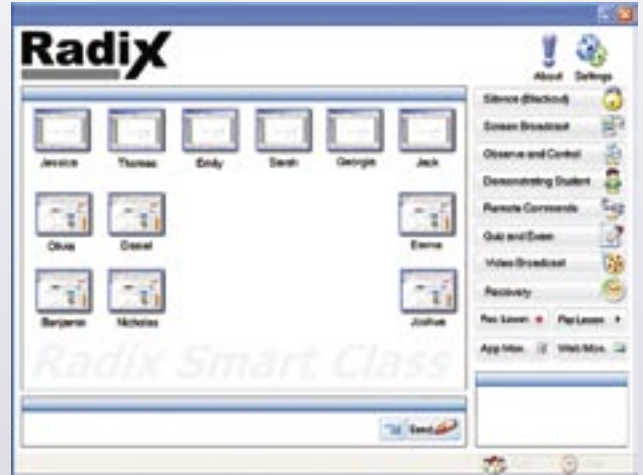 Radix
About Settings
Silence (Blackout)
Screen Broadcast
Observe and Control
Demonstrating Student
Remote Commands
Quiz and Exam
Video Broadcast
Recovery
Rec Lesson Play Lesson
App Mon. Web Mon.
Jessica Thomas Emily Sarah Georgia Jack
Olivia Daniel Emma
Benjamin Nicholas Joshua
Radix Smart Class
Send